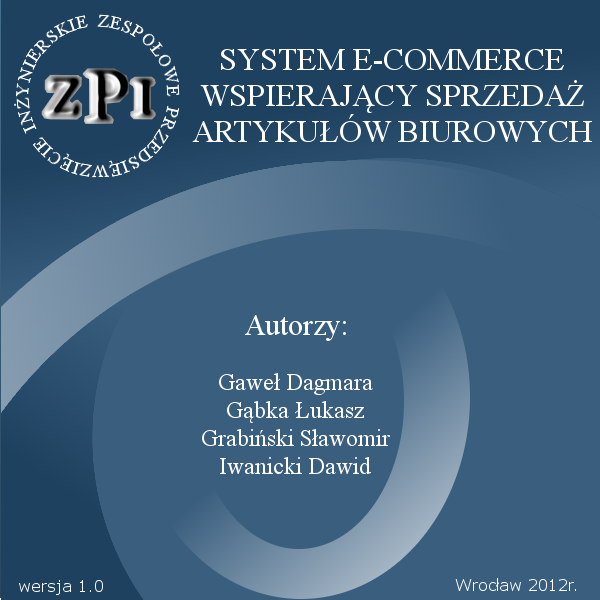 ZESPOŁOWE PRZEDSIĘWZIĘCIE INŻYNIERSKIE
ZPI
SYSTEM E-COMMERCE
WSPIERAJĄCY SPRZEDAŻ
ARTYKUŁÓW BIUROWYCH
Autorzy:
Gaweł Dagmara
Gąbka Łukasz
Grabiński Sławomir
Iwanicki Dawid
wersja 1.0
Wrocław 2012r.